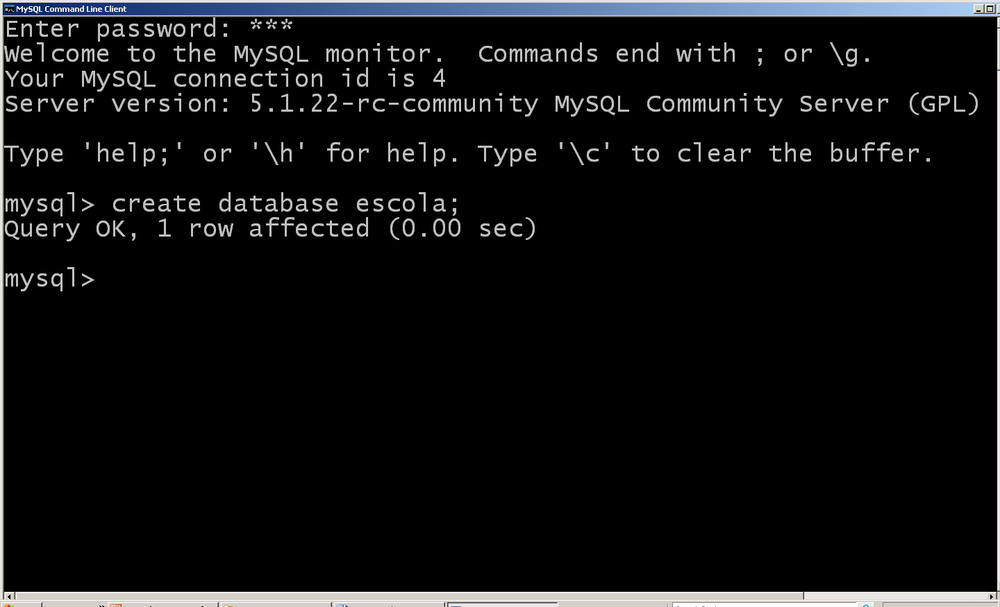 MySQL Command Line Client
Enter password: ***
Welcome to the MySQL monitor.  Commands end with ; or \g.
Your MySQL connection id is 4
Server version: 5.1.22-rc-community MySQL Community Server (GPL)
Type 'help;' or '\h' for help. Type '\c' to clear the buffer.
mysql> create database escola;
Query OK, 1 row affected (0.00 sec)
mysql>